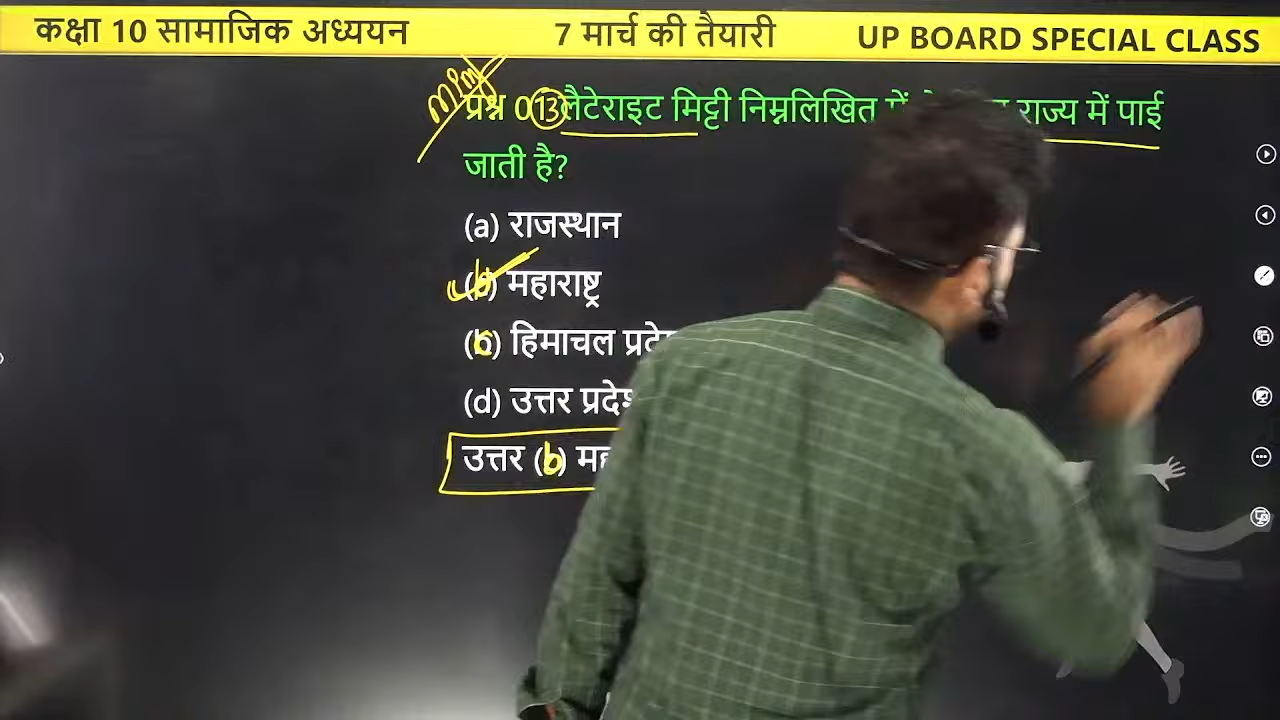 कक्षा 10 सामाजिक अध्ययन 7 मार्च की तैयारी UP BOARD SPECIAL CLASS
प्रश्न 013 लैटेराइट मिट्टी निम्नलिखित में राज्य में पाई
जाती है?
(a) राजस्थान
(b) महाराष्ट्र
(c) हिमाचल
(d) उत्तर
उत्तर (b)